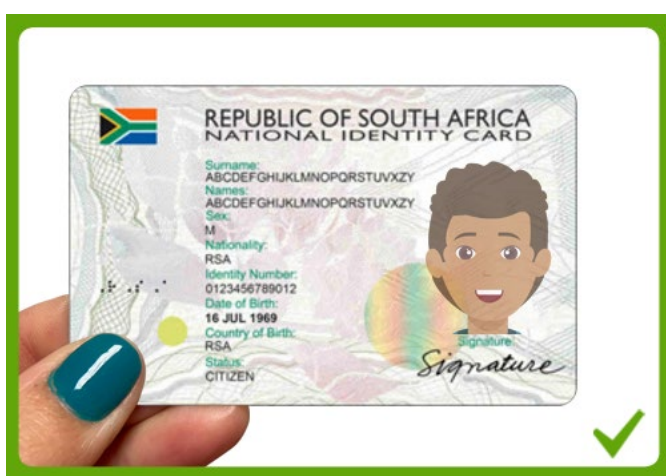 REPUBLIC OF SOUTH AFRICA
NATIONAL IDENTITY CARD
Surname:
ABCDEFGHIJKLMNOPQRSTUVXZY
Names:
ABCDEFGHIJKLMNOPQRSTUVXZY
Sex:
M
Nationality:
RSA
Identity Number:
0123456789012
Date of Birth:
16 JUL 1969
Country of Birth:
RSA
Status:
CITIZEN
Signature
Signature